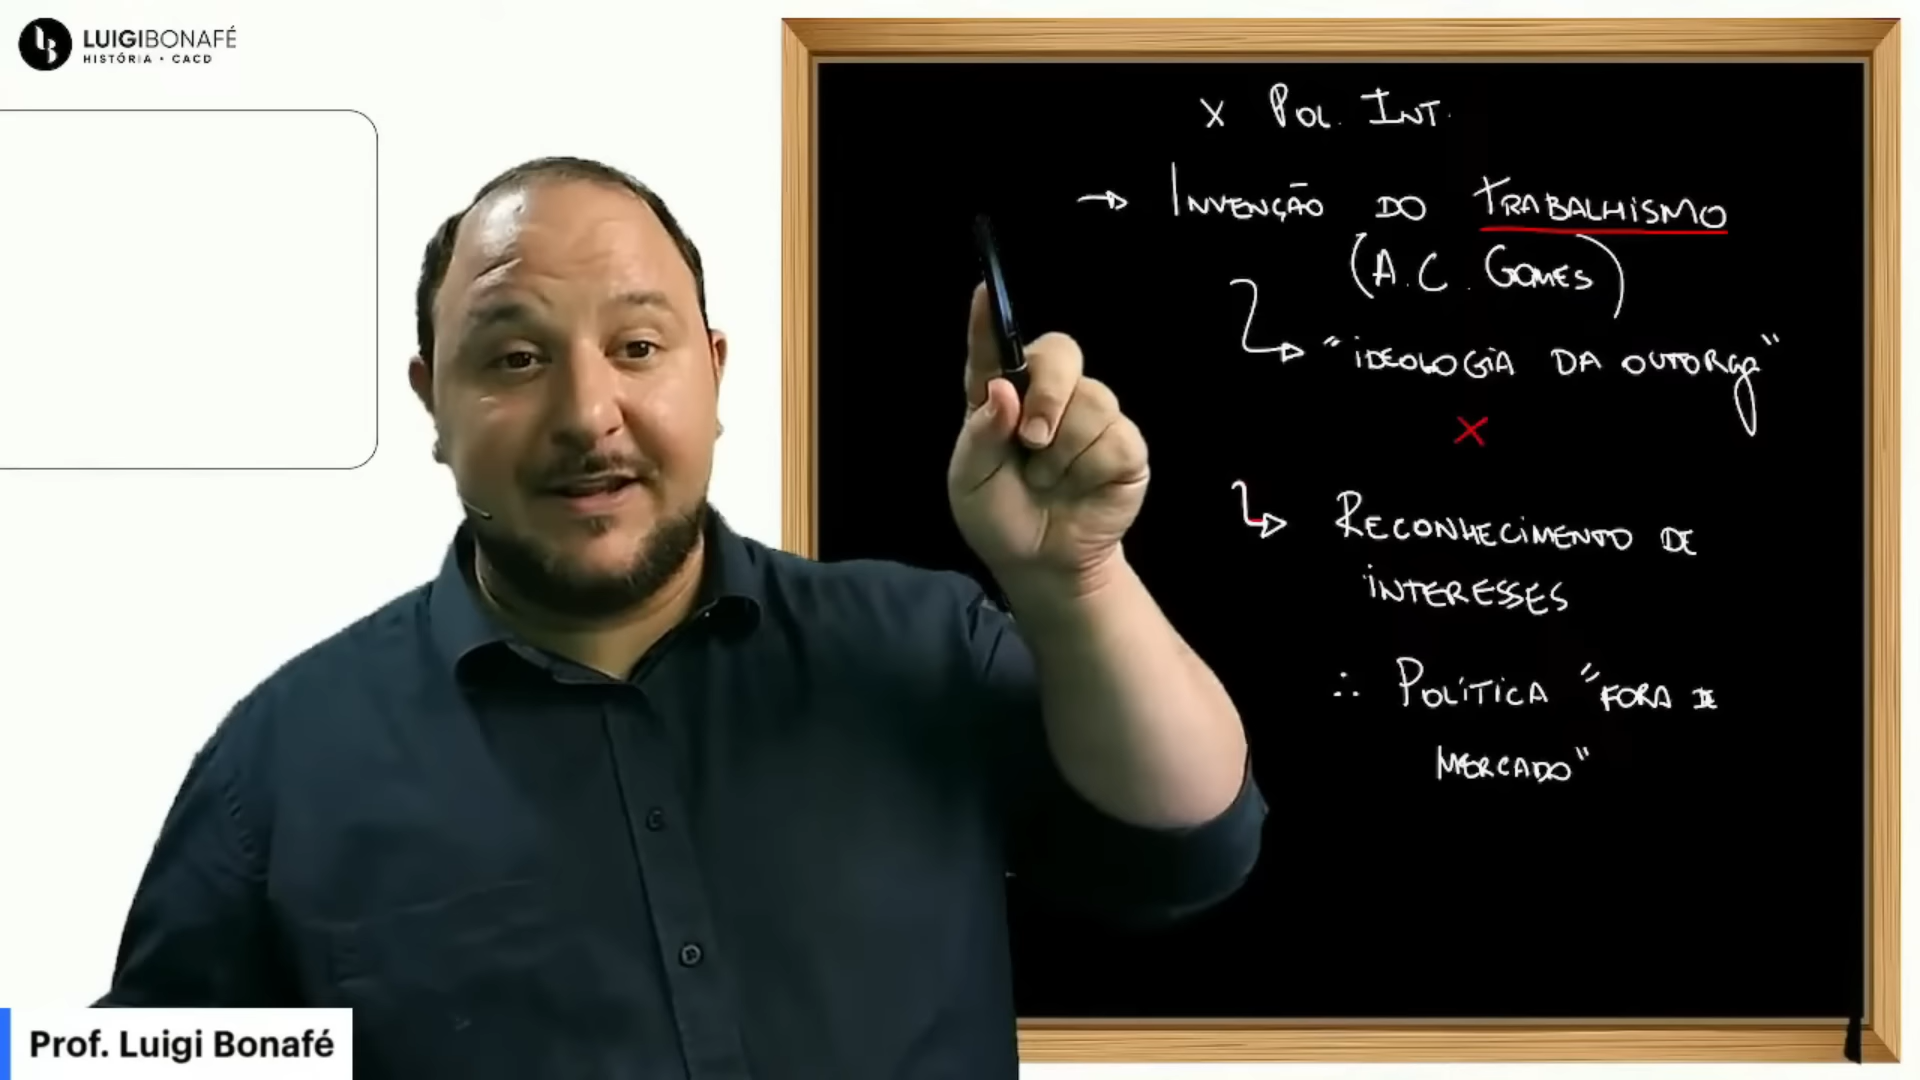 LUIGIBONAFÉ
HISTÓRIA • CACD
X POL. INT.
→ INVENÇÃO DO TRABALHISMO
(A.C. GOMES)
"IDEOLOGIA DA OUTORGA"
X
RECONHECIMENTO DE
INTERESSES
∴ POLÍTICA "FORA DE
MERCADO"
Prof. Luigi Bonafé